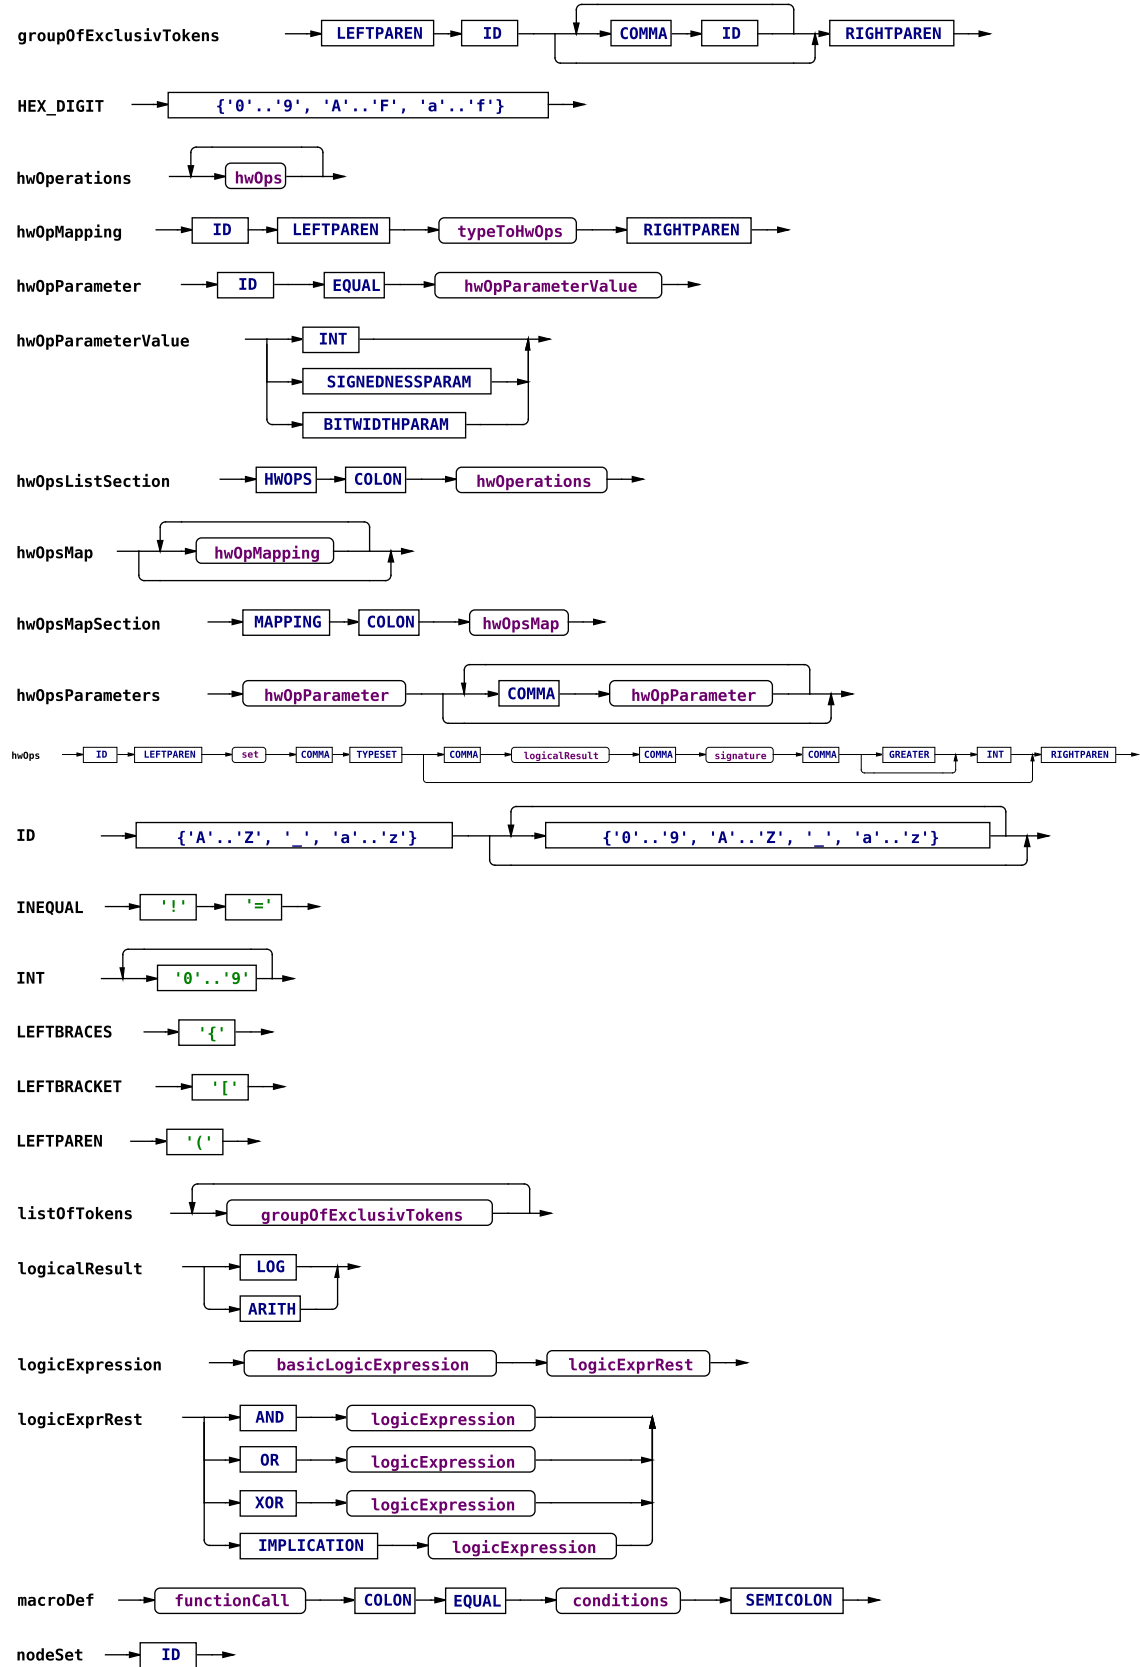 groupOfExclusivTokens LEFTPAREN ID COMMA ID RIGHTPAREN
HEX_DIGIT {'0'..'9', 'A'..'F', 'a'..'f'}
hwOperations hwOps
hwOpMapping ID LEFTPAREN typeToHwOps RIGHTPAREN
hwOpParameter ID EQUAL hwOpParameterValue
hwOpParameterValue INT
SIGNEDNESSPARAM
BITWIDTHPARAM
hwOpsListSection HWOPS COLON hwOperations
hwOpsMap hwOpMapping
hwOpsMapSection MAPPING COLON hwOpsMap
hwOpsParameters hwOpParameter COMMA hwOpParameter
hwOps ID LEFTPAREN set COMMA TYPESET COMMA logicalResult COMMA signature COMMA GREATER INT RIGHTPAREN
ID {'A'..'Z', '_', 'a'..'z'} {'0'..'9', 'A'..'Z', '_', 'a'..'z'}
INEQUAL '!' '='
INT '0'..'9'
LEFTBRACES '{'
LEFTBRACKET '['
LEFTPAREN '('
listOfTokens groupOfExclusivTokens
logicalResult LOG
ARITH
logicExpression basicLogicExpression logicExprRest
logicExprRest AND logicExpression
OR logicExpression
XOR logicExpression
IMPLICATION logicExpression
macroDef functionCall COLON EQUAL conditions SEMICOLON
nodeSet ID